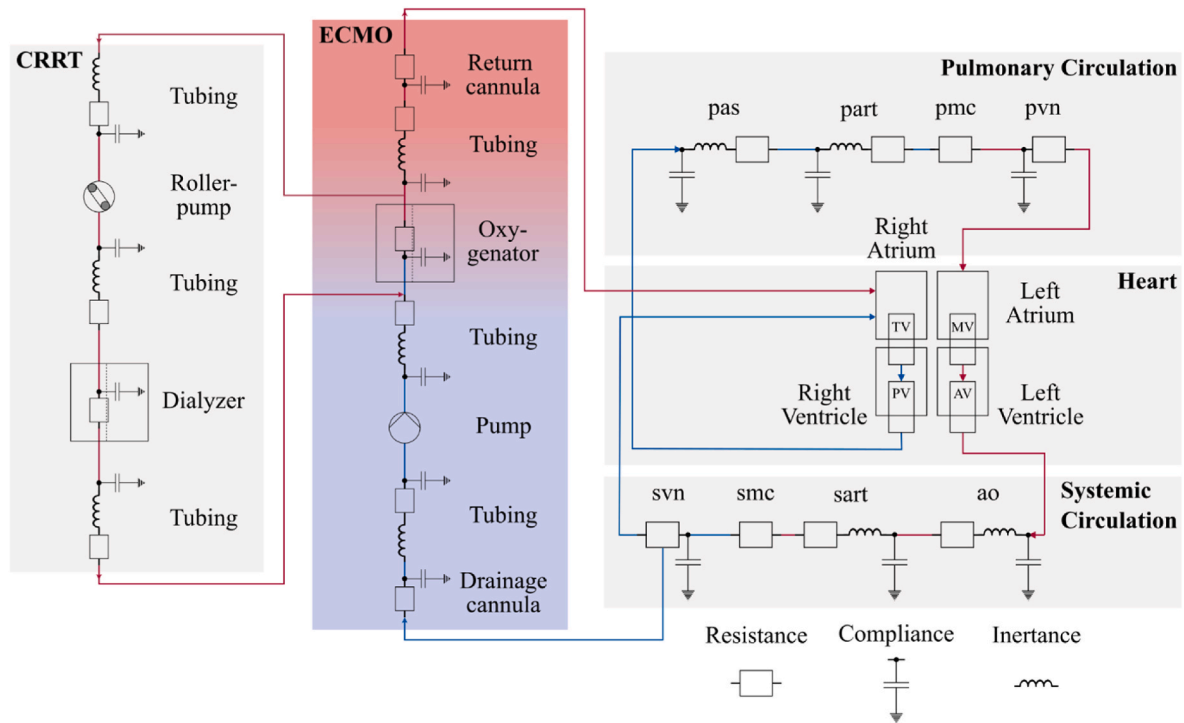 CRRT
Tubing
Roller-
pump
Tubing
Dialyzer
Tubing
ECMO
Return
cannula
Tubing
Oxy-
genator
Tubing
Pump
Tubing
Drainage
cannula
Pulmonary Circulation
pas
part
pmc
pvn
Right
Atrium
Heart
Left
Atrium
TV
MV
Right
Ventricle
PV
AV
Left
Ventricle
svn
smc
sart
ao
Systemic
Circulation
Resistance
Compliance
Inertance